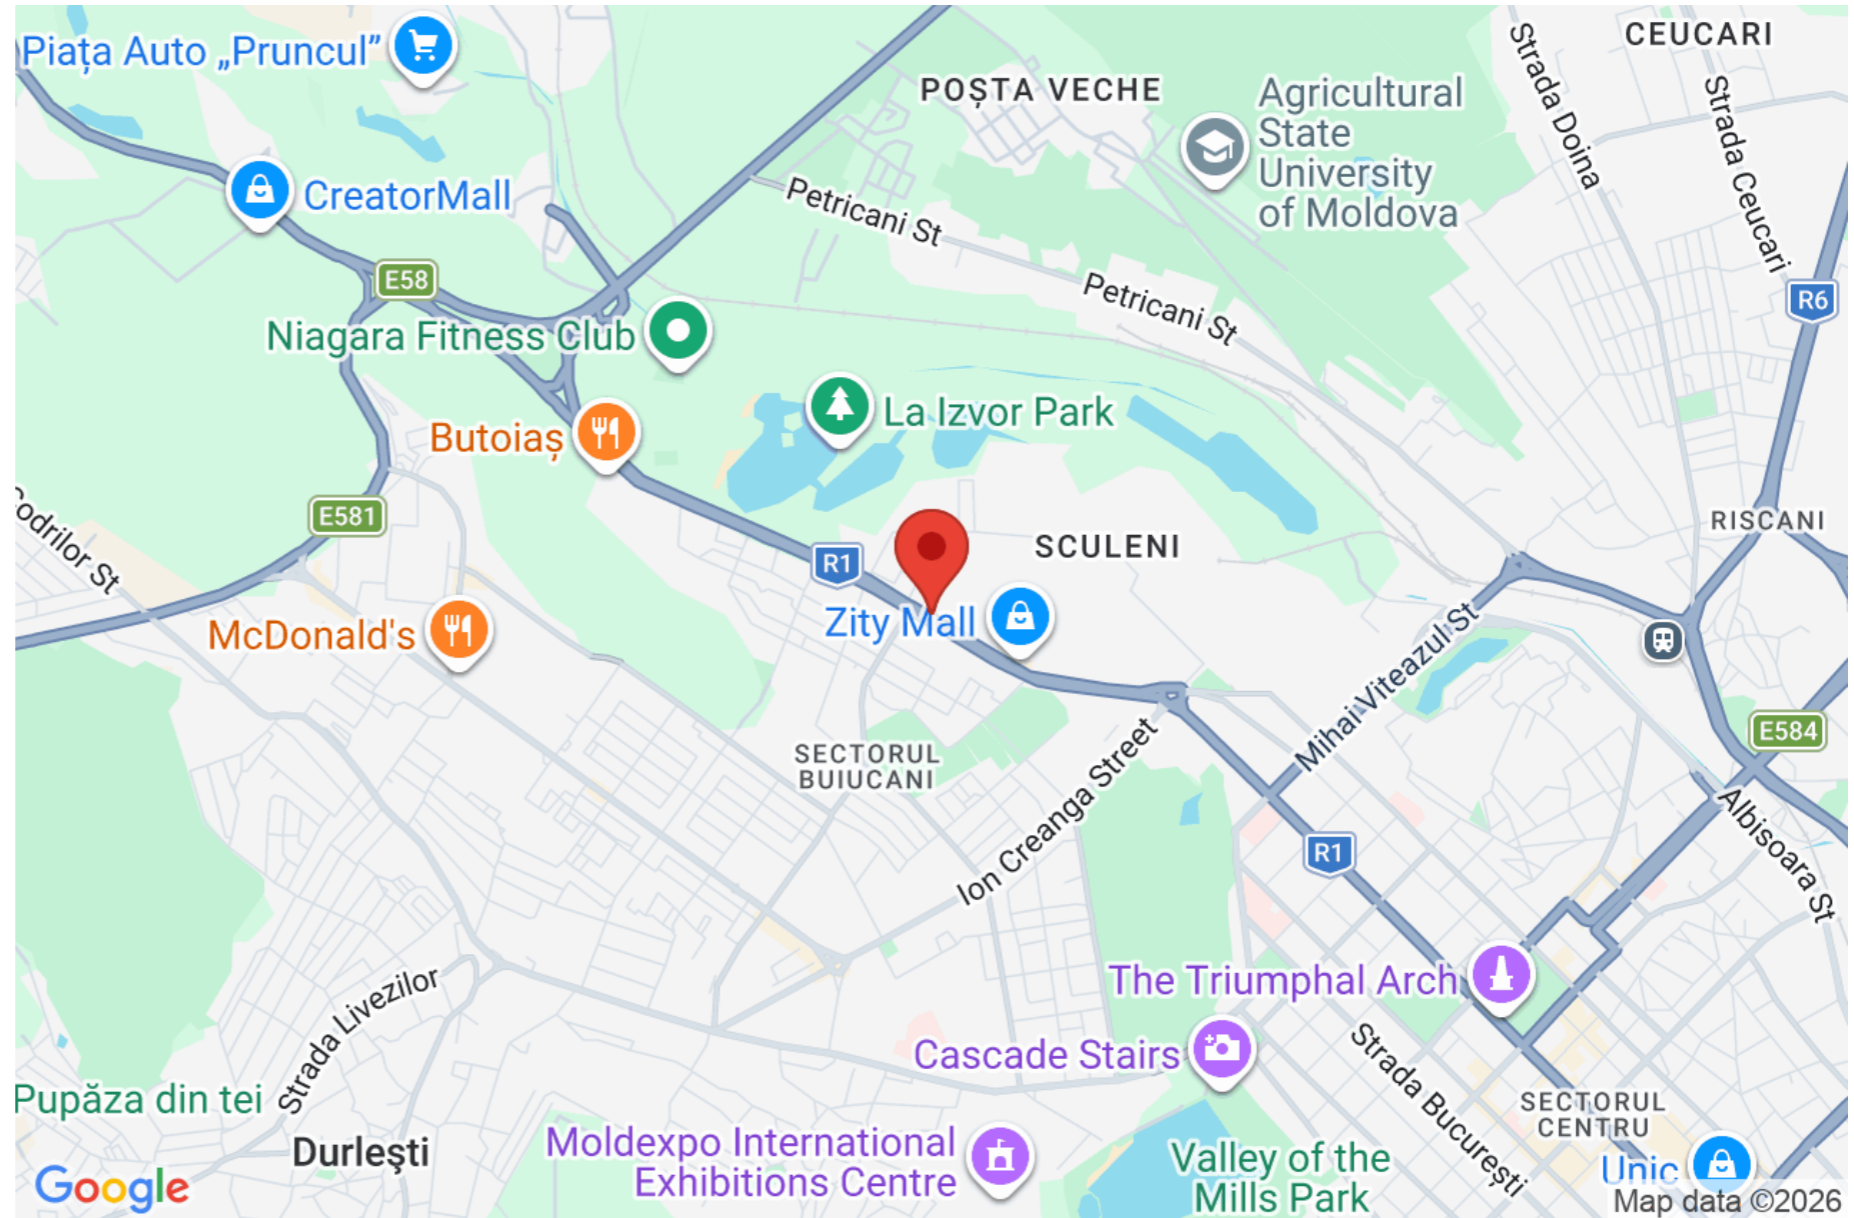 Piața Auto „Pruncul”
CEUCARI
Strada Doina
Strada Ceucari
POȘTA VECHE
Agricultural
State
University
of Moldova
CreatorMall
Petricani St
E58
Petricani St
R6
Niagara Fitness Club
La Izvor Park
Butoiaș
E581
odrilor St
RISCANI
SCULENI
R1
Zity Mall
McDonald's
Mihai Viteazul St
E584
SECTORUL
BUIUCANI
Ion Creanga Street
Albisoara St
R1
The Triumphal Arch
Strada Livezilor
Cascade Stairs
Strada București
Pupăza din tei
SECTORUL
CENTRU
Durleşti
Moldexpo International
Exhibitions Centre
Valley of the
Mills Park
Unic
Google
Map data ©2026